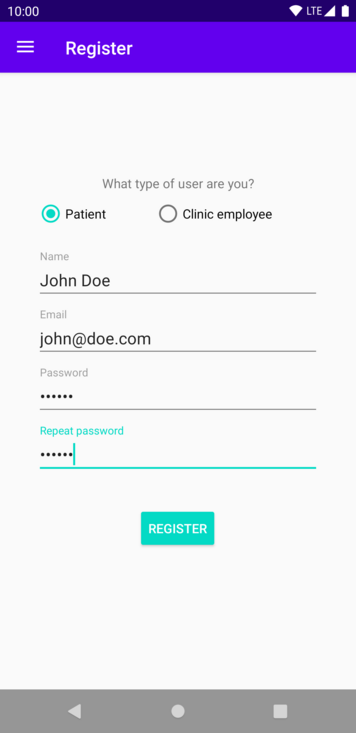 10:00 LTE
Register
What type of user are you?
Patient Clinic employee
Name
John Doe
Email
john@doe.com
Password
••••••
Repeat password
••••••
REGISTER